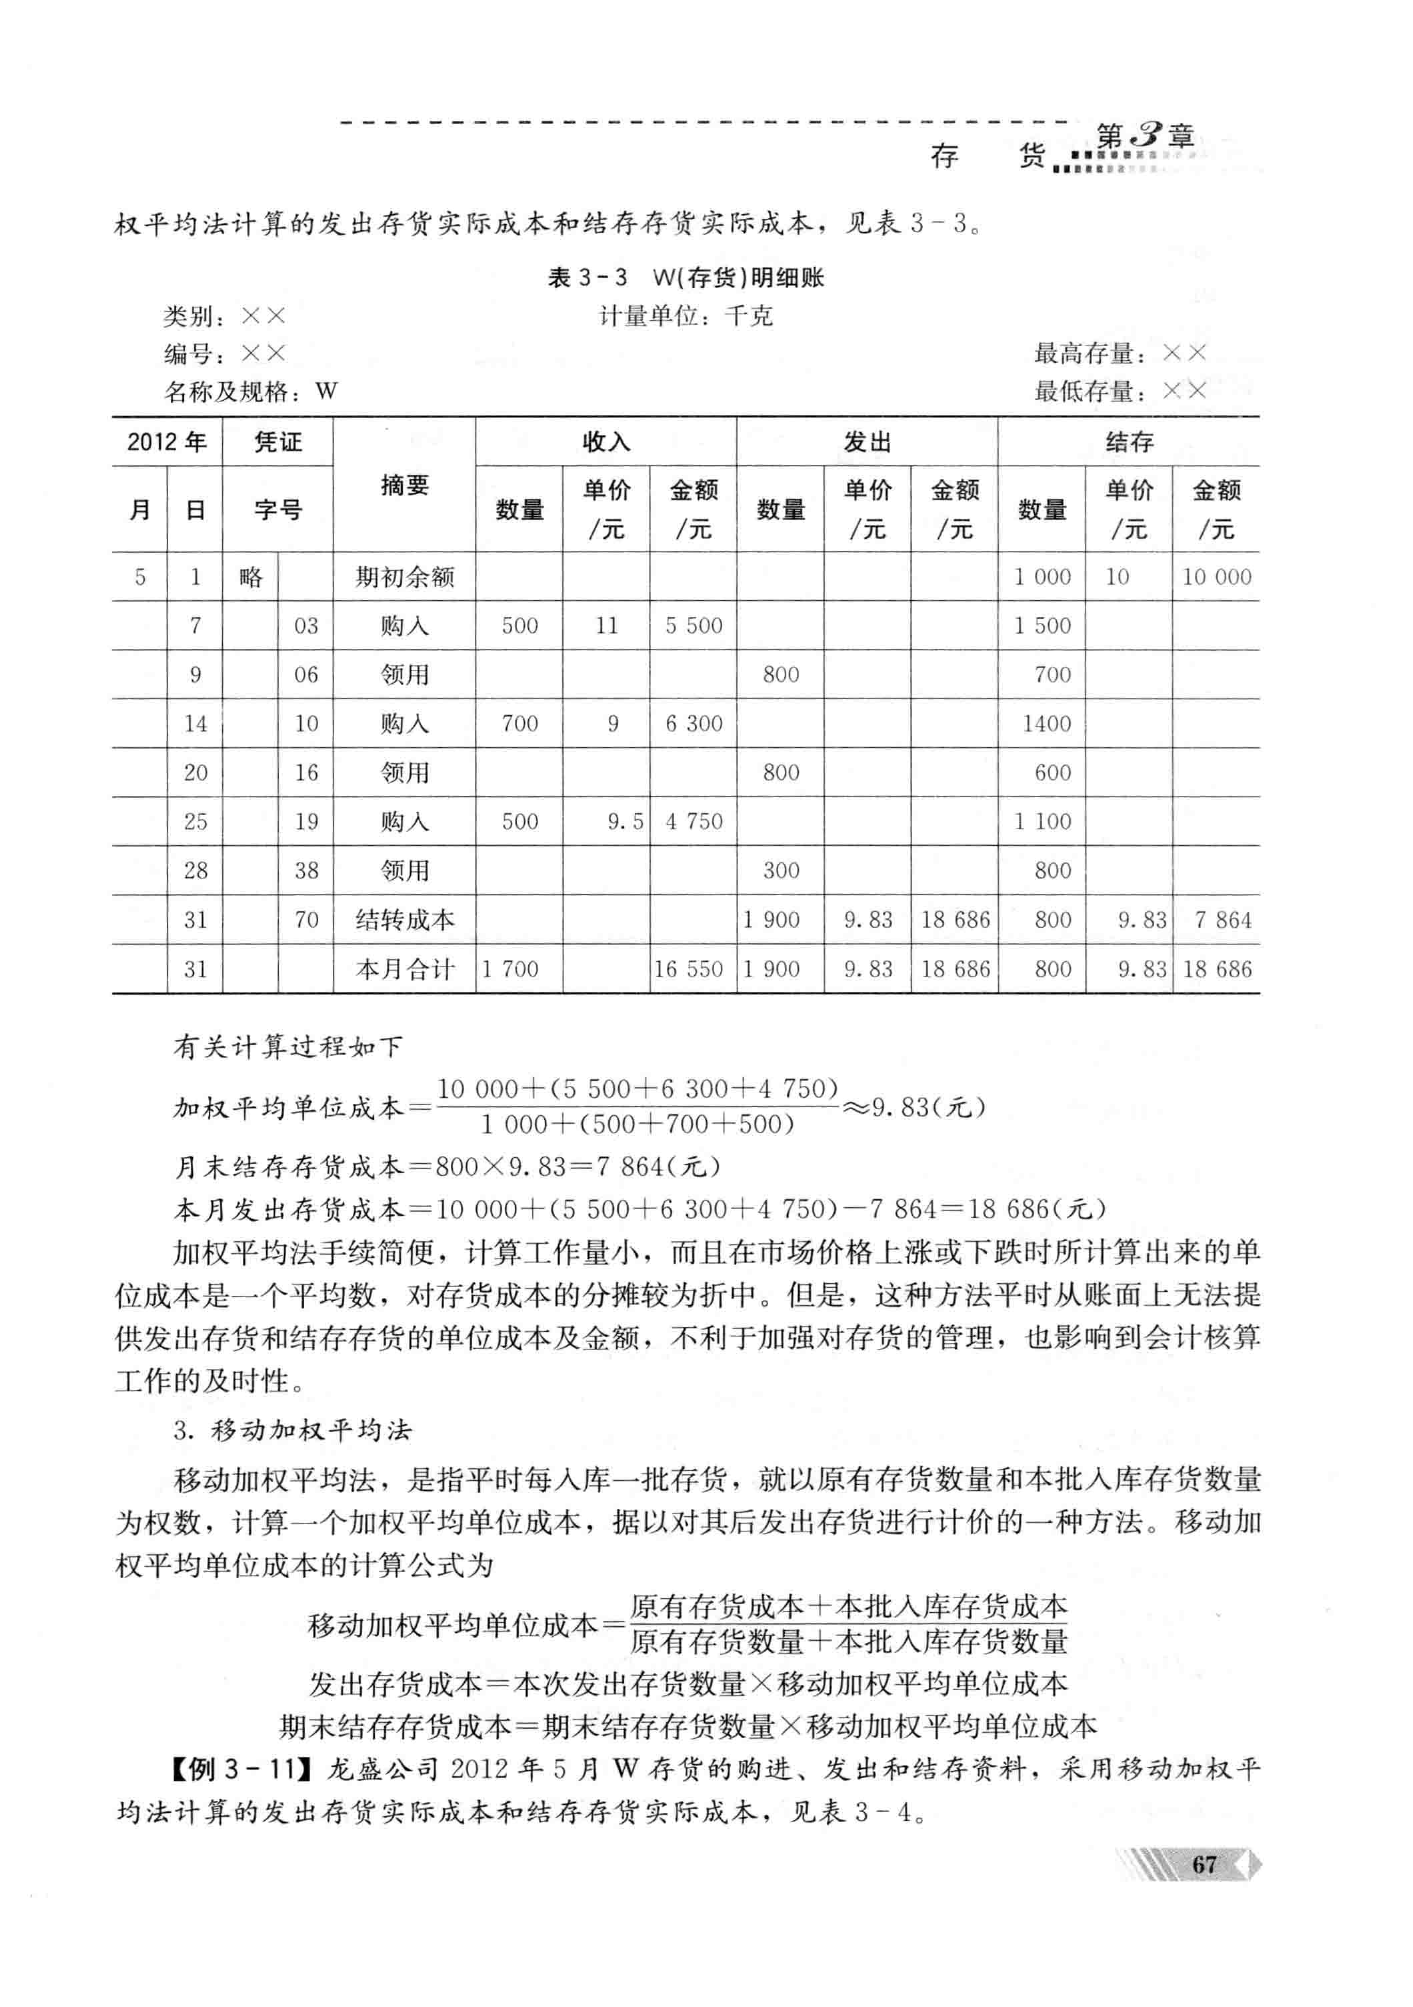 第3章
存 货
权平均法计算的发出存货实际成本和结存存货实际成本，见表 3-3。
表 3-3 W(存货)明细账
类别：×× 计量单位：千克
编号：×× 最高存量：××
名称及规格：W 最低存量：××
2012 年 凭证 摘要 收入 发出 结存
月 日 字号 数量 单价/元 金额/元 数量 单价/元 金额/元 数量 单价/元 金额/元
5 1 略 期初余额 1 000 10 10 000
7 03 购入 500 11 5 500 1 500
9 06 领用 800 700
14 10 购入 700 9 6 300 1400
20 16 领用 800 600
25 19 购入 500 9.5 4 750 1 100
28 38 领用 300 800
31 70 结转成本 1 900 9.83 18 686 800 9.83 7 864
31 本月合计 1 700 16 550 1 900 9.83 18 686 800 9.83 18 686
有关计算过程如下
加权平均单位成本＝10 000＋(5 500＋6 300＋4 750)／1 000＋(500＋700＋500)≈9.83(元)
月末结存存货成本＝800×9.83＝7 864(元)
本月发出存货成本＝10 000＋(5 500＋6 300＋4 750)－7 864＝18 686(元)
加权平均法手续简便，计算工作量小，而且在市场价格上涨或下跌时所计算出来的单
位成本是一个平均数，对存货成本的分摊较为折中。但是，这种方法平时从账面上无法提
供发出存货和结存存货的单位成本及金额，不利于加强对存货的管理，也影响到会计核算
工作的及时性。
3. 移动加权平均法
移动加权平均法，是指平时每入库一批存货，就以原有存货数量和本批入库存货数量
为权数，计算一个加权平均单位成本，据以对其后发出存货进行计价的一种方法。移动加
权平均单位成本的计算公式为
移动加权平均单位成本＝原有存货成本＋本批入库存货成本／原有存货数量＋本批入库存货数量
发出存货成本＝本次发出存货数量×移动加权平均单位成本
期末结存存货成本＝期末结存存货数量×移动加权平均单位成本
【例 3-11】龙盛公司 2012 年 5 月 W 存货的购进、发出和结存资料，采用移动加权平
均法计算的发出存货实际成本和结存存货实际成本，见表 3-4。
67